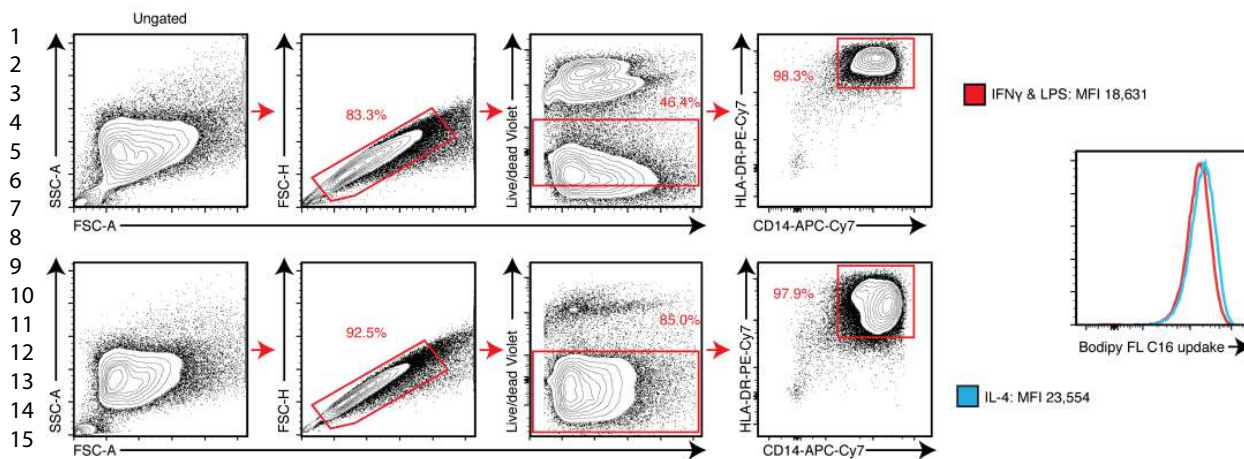 1
2
3
4
5
6
7
8
9
10
11
12
13
14
15
Ungated
SSC-A
FSC-H
83.3%
Live/dead Violet
46.4%
HLA-DR-PE-Cy7
98.3%
FSC-A
CD14-APC-Cy7
IFNγ & LPS: MFI 18,631
SSC-A
FSC-H
92.5%
Live/dead Violet
85.0%
HLA-DR-PE-Cy7
97.9%
FSC-A
CD14-APC-Cy7
Bodipy FL C16 updake
IL-4: MFI 23,554